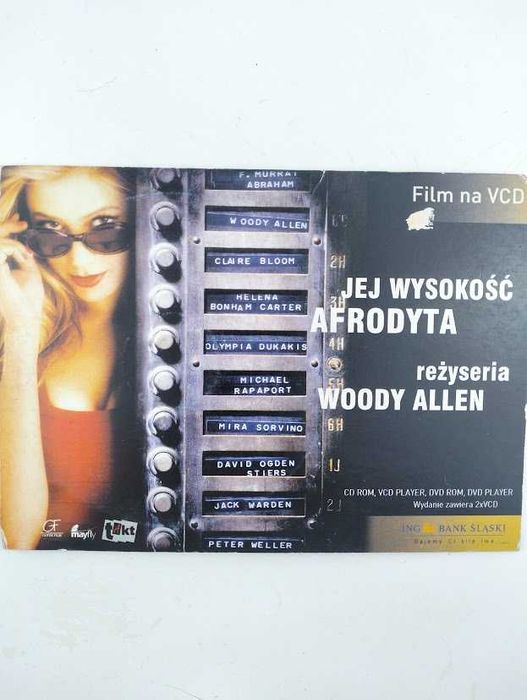 F. MURRAY
ABRAHAM
WOODY ALLEN
CLAIRE BLOOM
2H
HELENA
BONHAM CARTER
3H
OLYMPIA DUKAKIS
4H
MICHAEL
RAPAPORT
5H
MIRA SORVINO
6H
DAVID OGDEN
STIERS
1J
JACK WARDEN
2J
PETER WELLER
Film na VCD
JEJ WYSOKOŚĆ
AFRODYTA
reżyseria
WOODY ALLEN
CD ROM, VCD PLAYER, DVD ROM, DVD PLAYER
Wydanie zawiera 2xVCD
ING BANK ŚLĄSKI
GF
mayfly
takt